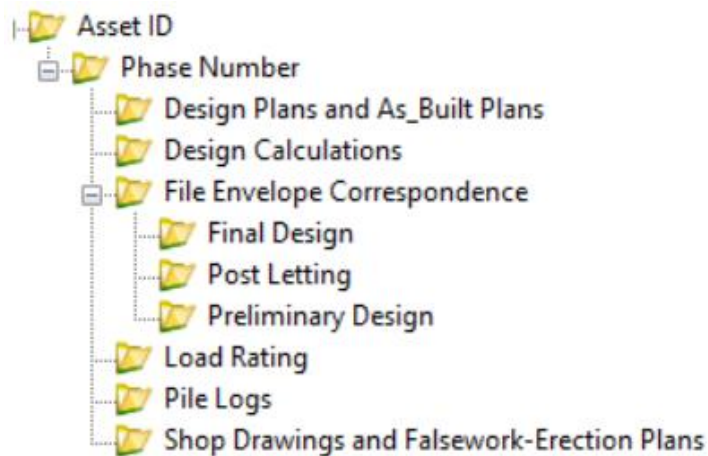 Asset ID
Phase Number
Design Plans and As_Built Plans
Design Calculations
File Envelope Correspondence
Final Design
Post Letting
Preliminary Design
Load Rating
Pile Logs
Shop Drawings and Falsework-Erection Plans